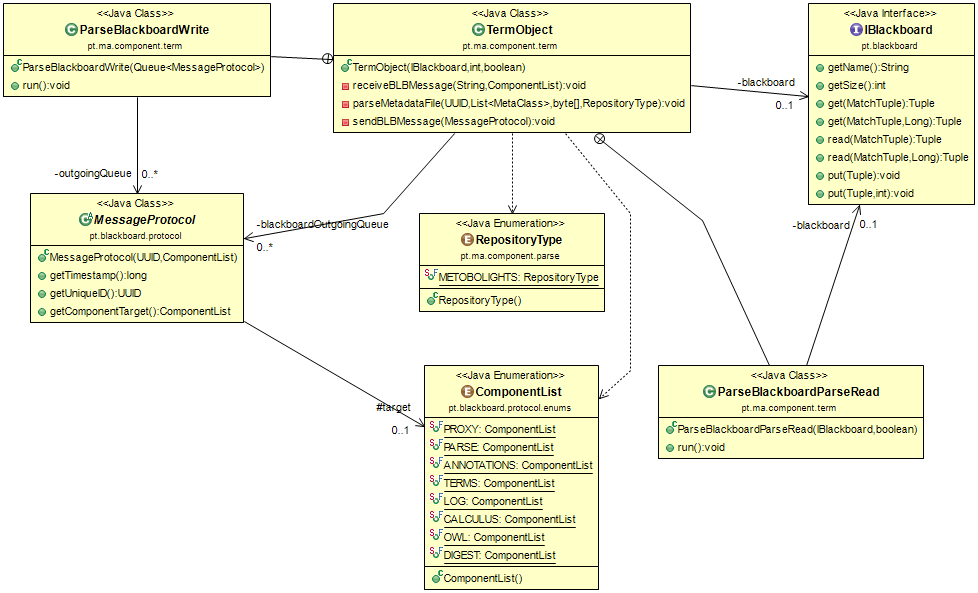 <<Java Class>>
ParseBlackboardWrite
pt.ma.component.term
ParseBlackboardWrite(Queue<MessageProtocol>)
run():void
<<Java Class>>
TermObject
pt.ma.component.term
TermObject(IBlackboard,int,boolean)
receiveBLBMessage(String,ComponentList):void
parseMetadataFile(UUID,List<MetaClass>,byte[],RepositoryType):void
sendBLBMessage(MessageProtocol):void
<<Java Interface>>
IBlackboard
pt.blackboard
getName():String
getSize():int
get(MatchTuple):Tuple
get(MatchTuple,Long):Tuple
read(MatchTuple):Tuple
read(MatchTuple,Long):Tuple
put(Tuple):void
put(Tuple,int):void
-blackboard
0..1
-outgoingQueue
0..*
<<Java Class>>
MessageProtocol
pt.blackboard.protocol
MessageProtocol(UUID,ComponentList)
getTimestamp():long
getUniqueID():UUID
getComponentTarget():ComponentList
-blackboardOutgoingQueue
0..*
<<Java Enumeration>>
RepositoryType
pt.ma.component.parse
METOBOLIGHTS: RepositoryType
RepositoryType()
-blackboard
0..1
#target
0..1
<<Java Enumeration>>
ComponentList
pt.blackboard.protocol.enums
PROXY: ComponentList
PARSE: ComponentList
ANNOTATIONS: ComponentList
TERMS: ComponentList
LOG: ComponentList
CALCULUS: ComponentList
OWL: ComponentList
DIGEST: ComponentList
ComponentList()
<<Java Class>>
ParseBlackboardParseRead
pt.ma.component.term
ParseBlackboardParseRead(IBlackboard,boolean)
run():void